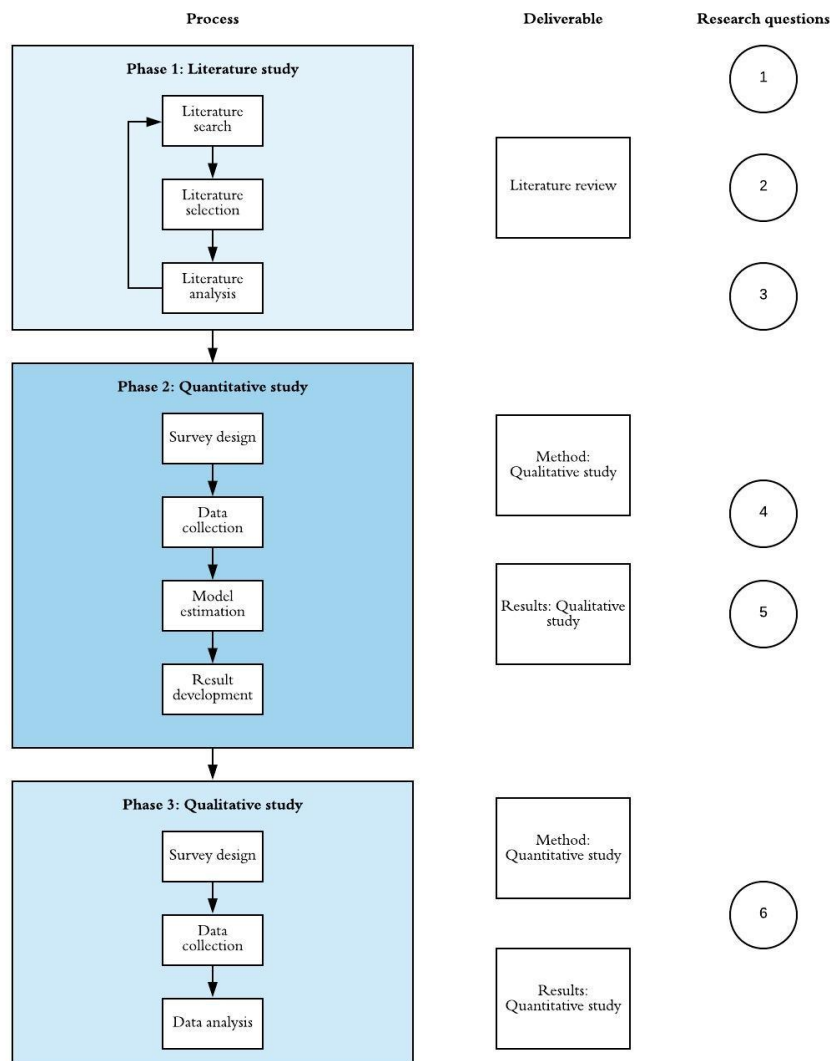 Process
Deliverable
Research questions
Phase 1: Literature study
Literature
search
Literature
selection
Literature
analysis
Literature review
1
2
3
Phase 2: Quantitative study
Survey design
Data
collection
Model
estimation
Result
development
Method:
Qualitative study
Results: Qualitative
study
4
5
Phase 3: Qualitative study
Survey design
Data
collection
Data analysis
Method:
Quantitative study
Results:
Quantitative study
6